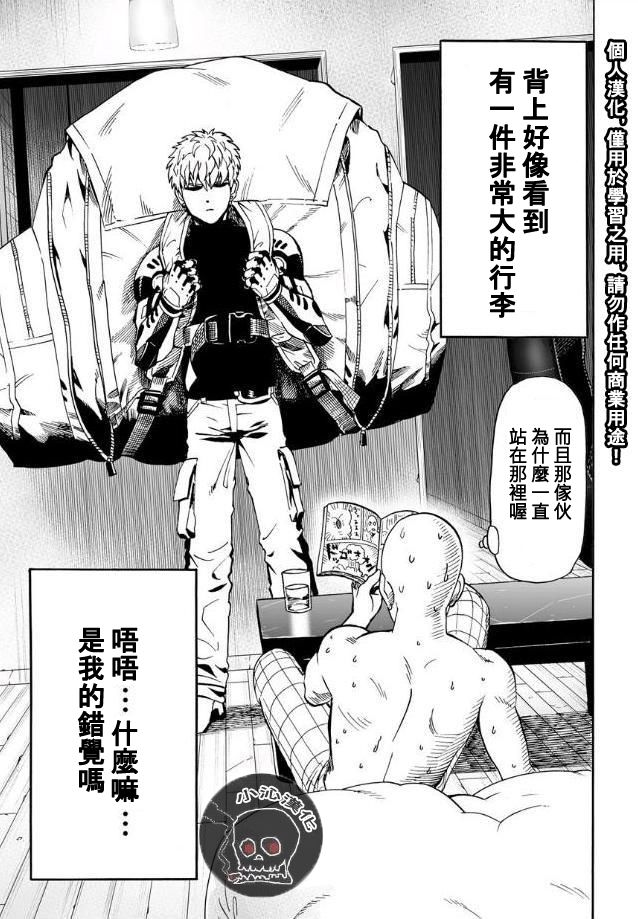 個人漢化，僅用於學習之用，請勿作任何商業用途！
背上好像看到
有一件非常大的行李
而且那傢伙
為什麼一直
站在那裡喔
唔唔…什麼嘛…
是我的錯覺嗎
小沁漢化